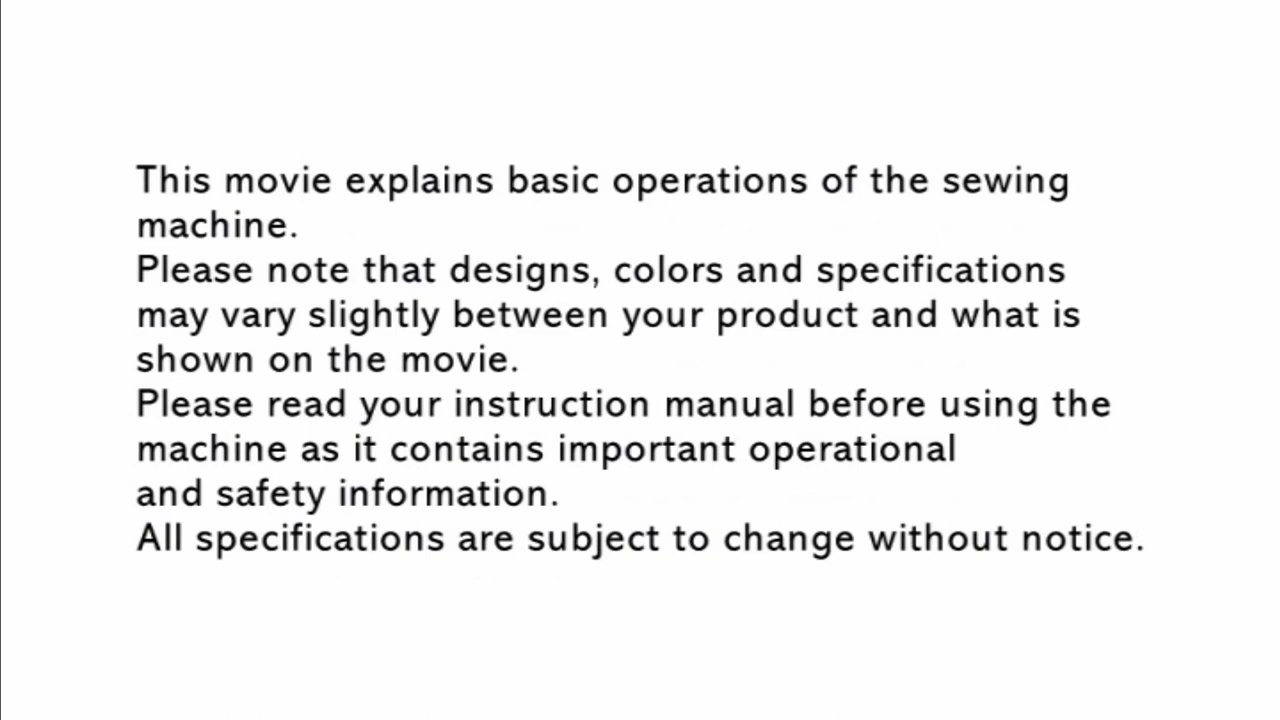 This movie explains basic operations of the sewing
machine.
Please note that designs, colors and specifications
may vary slightly between your product and what is
shown on the movie.
Please read your instruction manual before using the
machine as it contains important operational
and safety information.
All specifications are subject to change without notice.